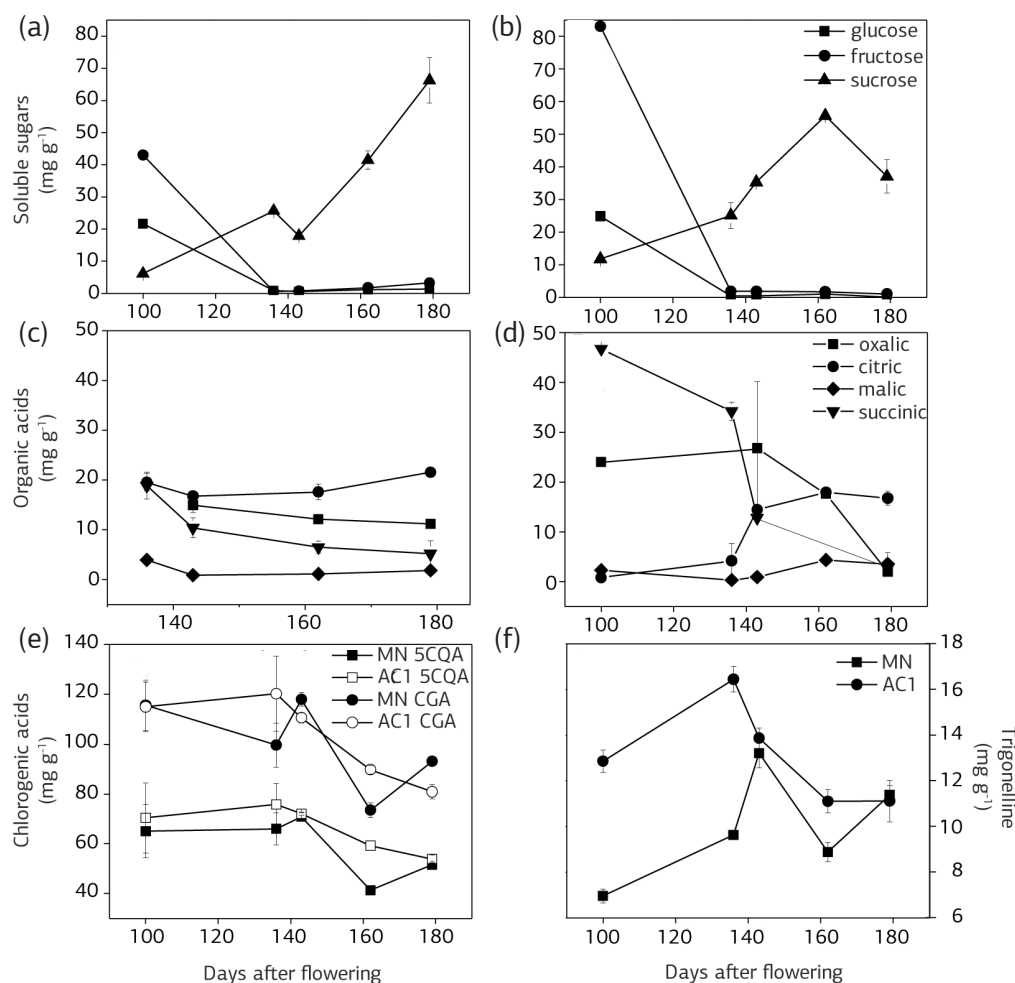 (a)
80
70
60
50
40
30
20
10
0
100 120 140 160 180
Soluble sugars
(mg g⁻¹)
(b)
80
70
60
50
40
30
20
10
0
100 120 140 160 180
glucose
fructose
sucrose
(c)
50
40
30
20
10
0
140 160 180
Organic acids
(mg g⁻¹)
(d)
50
40
30
20
10
0
100 120 140 160 180
oxalic
citric
malic
succinic
(e)
140
120
100
80
60
40
100 120 140 160 180
Chlorogenic acids
(mg g⁻¹)
MN 5CQA
AC1 5CQA
MN CGA
AC1 CGA
Days after flowering
(f)
MN
AC1
18
16
14
12
10
8
6
100 120 140 160 180
Trigonelline
(mg g⁻¹)
Days after flowering